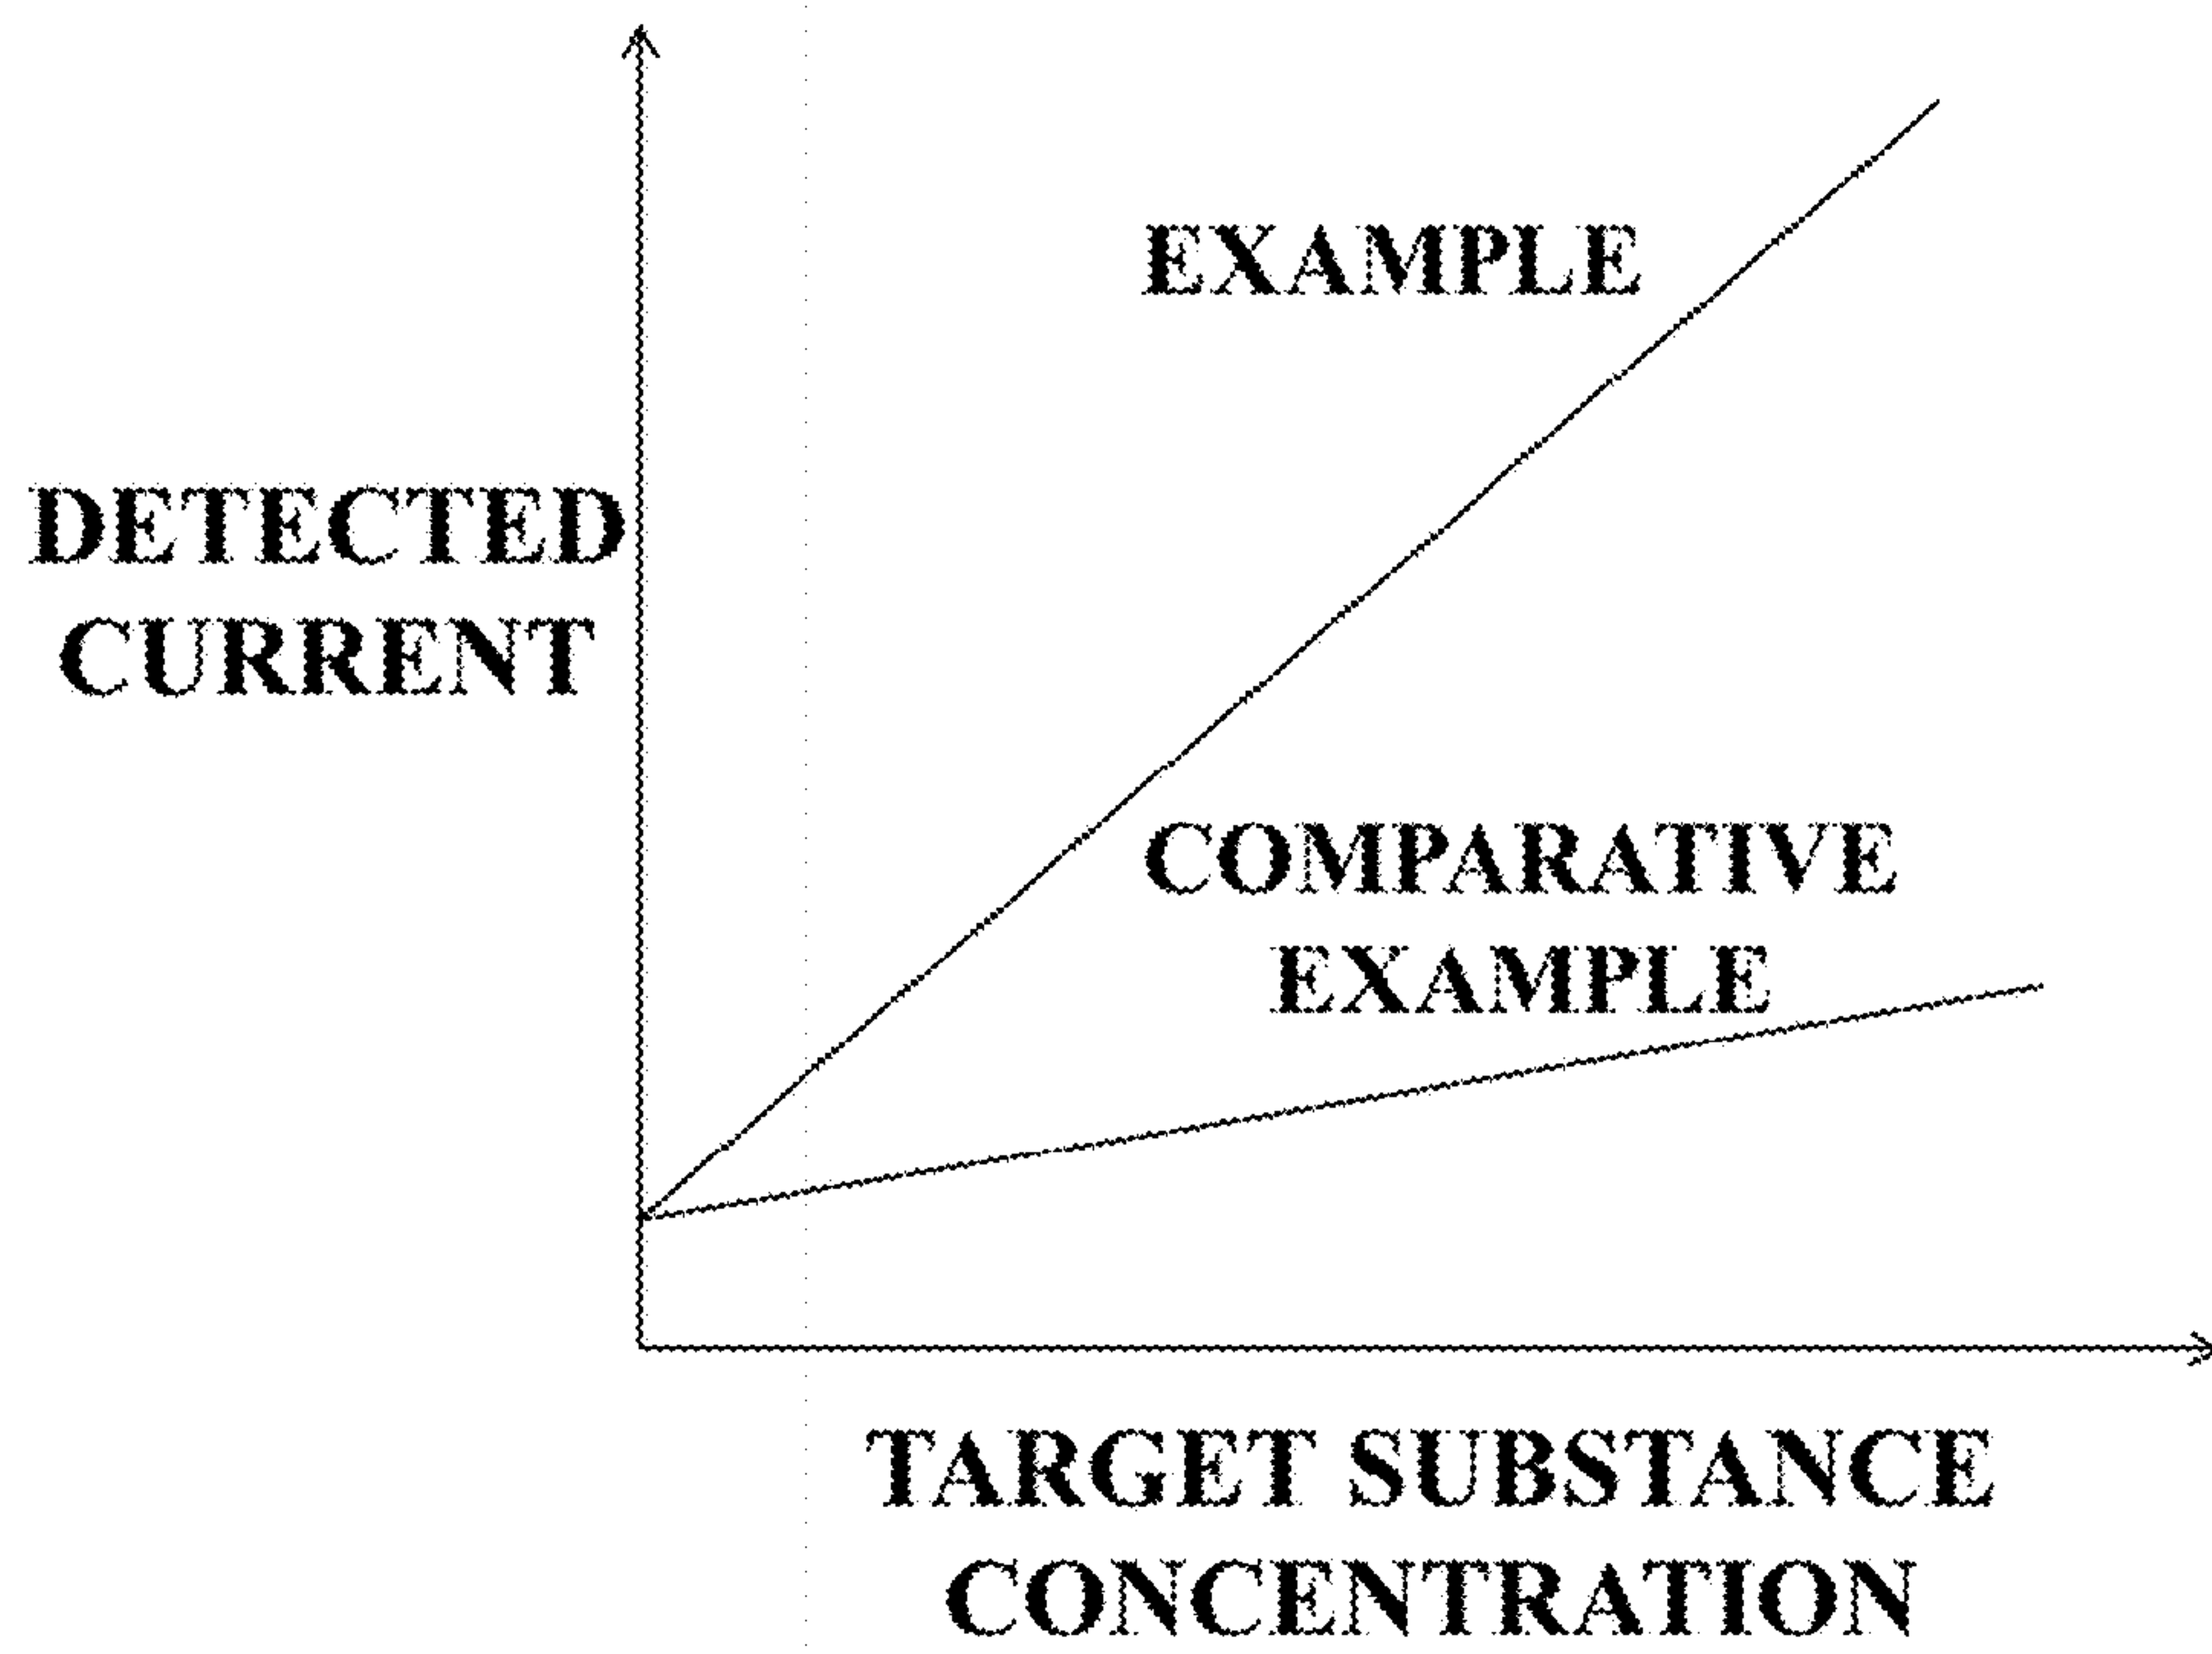 EXAMPLE
DETECTED
CURRENT
COMPARATIVE
EXAMPLE
TARGET SUBSTANCE
CONCENTRATION